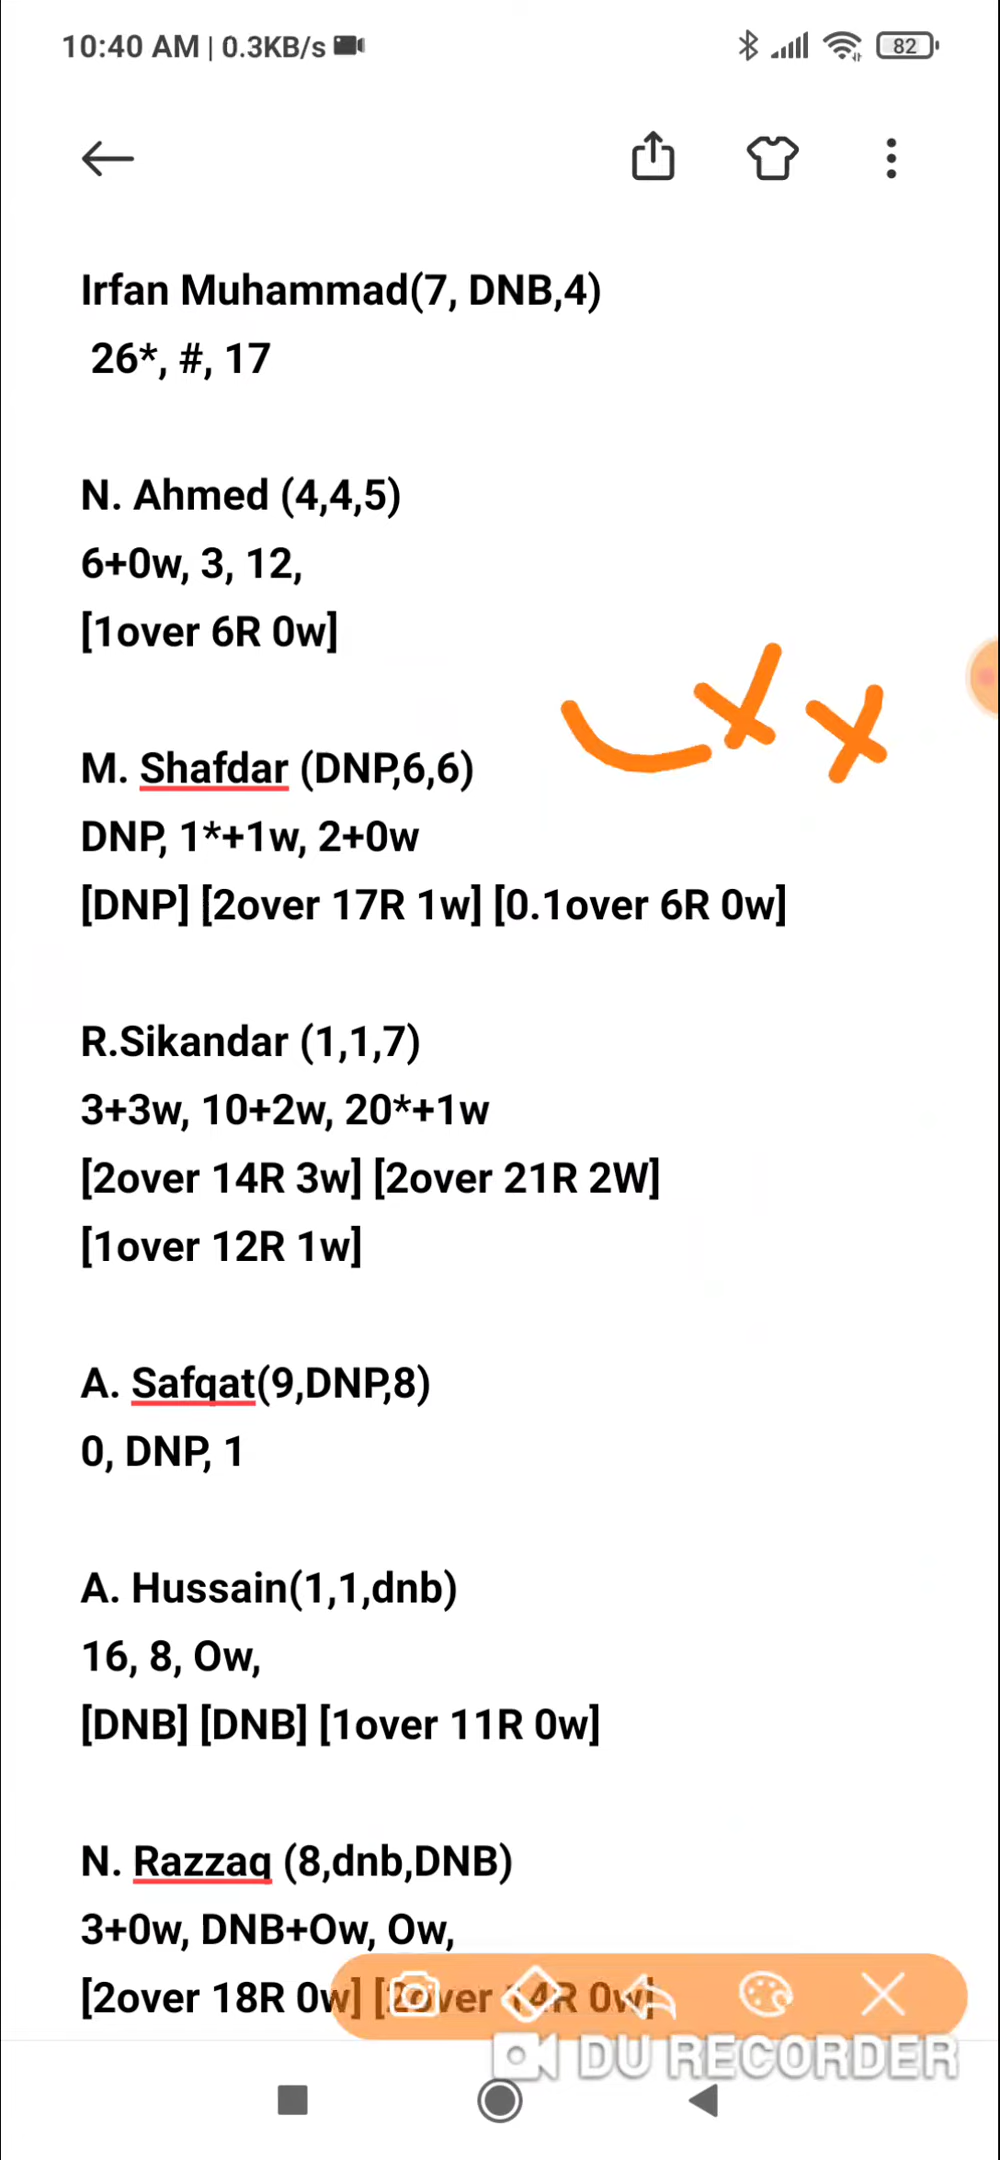 10:40 AM | 0.3KB/s 82
Irfan Muhammad(7, DNB,4)
26*, #, 17
N. Ahmed (4,4,5)
6+0w, 3, 12,
[1over 6R 0w]
M. Shafdar (DNP,6,6)
DNP, 1*+1w, 2+0w
[DNP] [2over 17R 1w] [0.1over 6R 0w]
R.Sikandar (1,1,7)
3+3w, 10+2w, 20*+1w
[2over 14R 3w] [2over 21R 2W]
[1over 12R 1w]
A. Safqat(9,DNP,8)
0, DNP, 1
A. Hussain(1,1,dnb)
16, 8, Ow,
[DNB] [DNB] [1over 11R 0w]
N. Razzaq (8,dnb,DNB)
3+0w, DNB+Ow, Ow,
[2over 18R 0w] [2over 14R 0w]
DU RECORDER